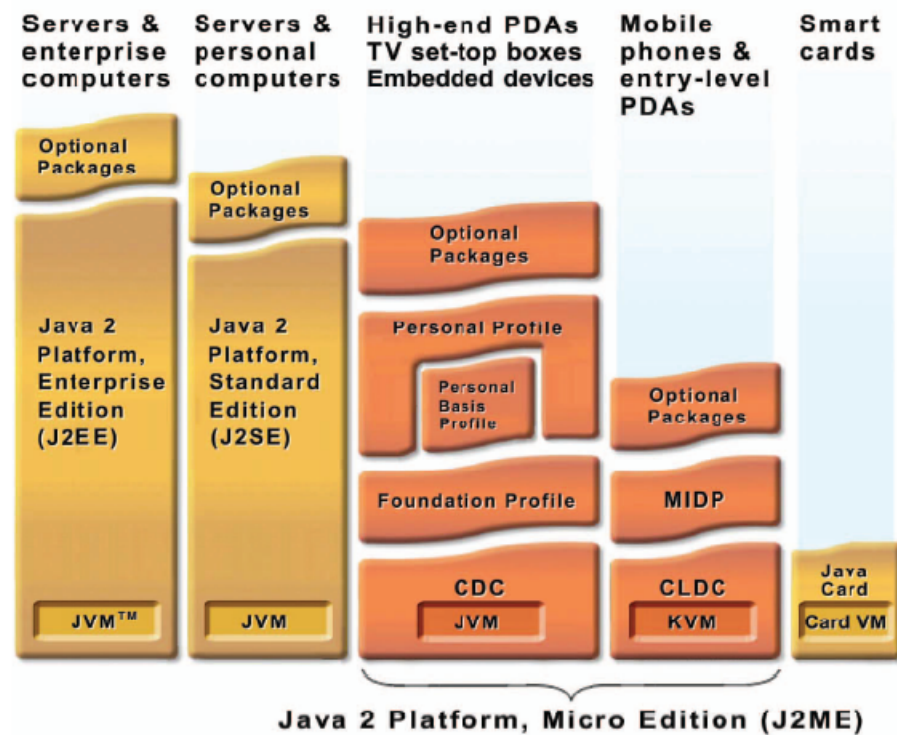 Servers &
enterprise
computers
Servers &
personal
computers
High-end PDAs
TV set-top boxes
Embedded devices
Mobile
phones &
entry-level
PDAs
Smart
cards
Optional
Packages
Java 2
Platform,
Enterprise
Edition
(J2EE)
JVM™
Optional
Packages
Java 2
Platform,
Standard
Edition
(J2SE)
JVM
Optional
Packages
Personal Profile
Personal
Basis
Profile
Foundation Profile
CDC
JVM
Optional
Packages
MIDP
CLDC
KVM
Java
Card
Card VM
Java 2 Platform, Micro Edition (J2ME)